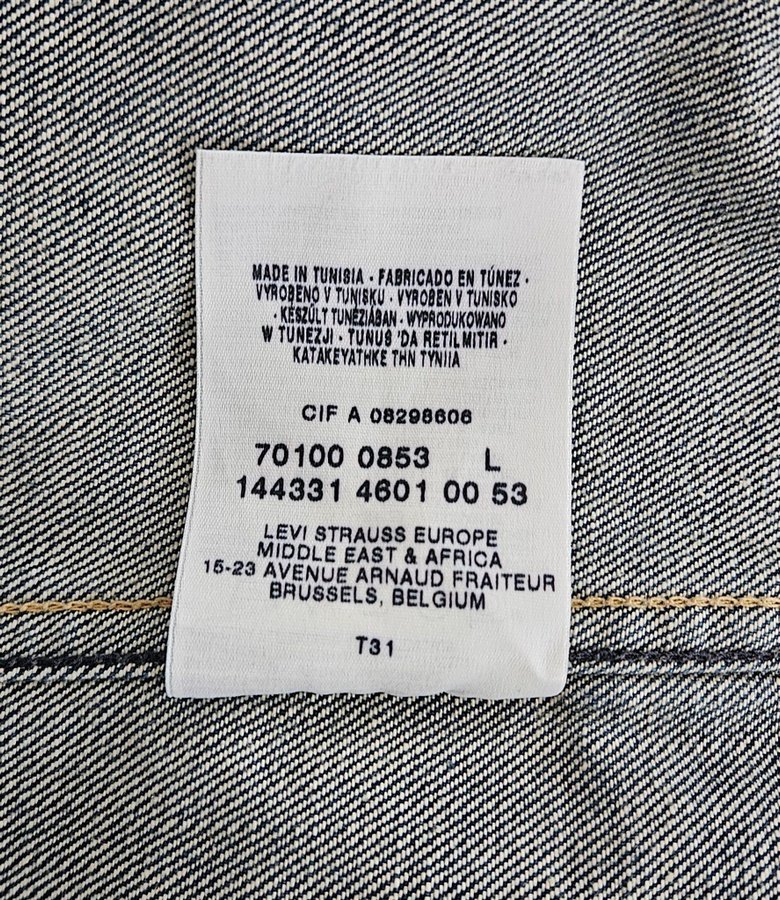 MADE IN TUNISIA · FABRICADO EN TÚNEZ ·
VYROBENO V TUNISKU · VYROBEN V TUNISKO
· KÉSZÜLT TUNÉZIÁBAN · WYPRODUKOWANO
W TUNEZJI · TUNUS 'DA RETILMITIR ·
KATAKEYATHKE THN TYNIIA
CIF A 08298606
70100 0853 L
144331 4601 00 53
LEVI STRAUSS EUROPE
MIDDLE EAST & AFRICA
15-23 AVENUE ARNAUD FRAITEUR
BRUSSELS, BELGIUM
T31